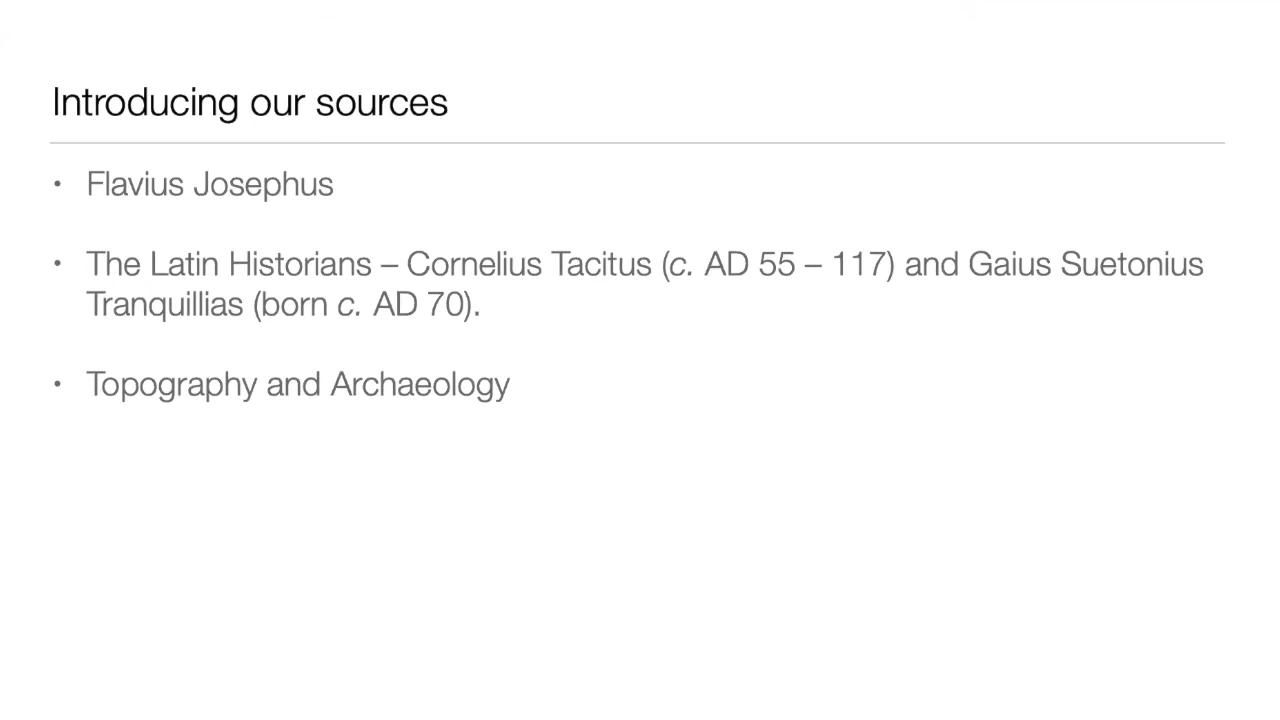 Introducing our sources
• Flavius Josephus
• The Latin Historians – Cornelius Tacitus (c. AD 55 – 117) and Gaius Suetonius
Tranquillias (born c. AD 70).
• Topography and Archaeology